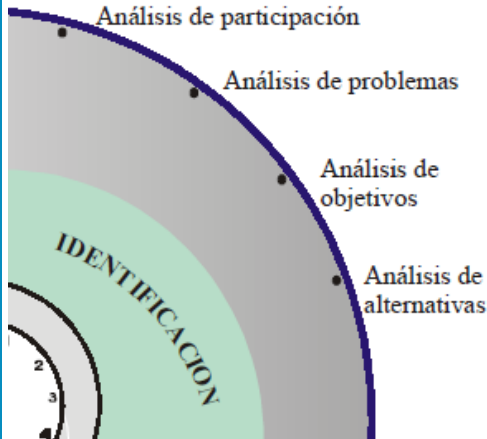 Análisis de participación
Análisis de problemas
Análisis de
objetivos
Análisis de
alternativas
IDENTIFICACION
2
3